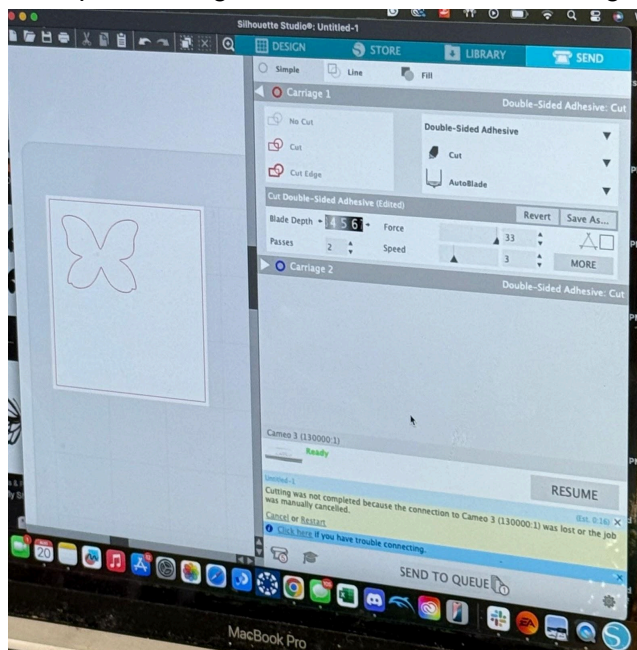 Silhouette Studio®: Untitled-1
DESIGN
STORE
LIBRARY
SEND
Simple
Line
Fill
Carriage 1
Double-Sided Adhesive: Cut
No Cut
Cut
Cut Edge
Double-Sided Adhesive
Cut
AutoBlade
Cut Double-Sided Adhesive (Edited)
Revert
Save As...
Blade Depth
4 5 6
Force
33
Passes
2
Speed
3
MORE
Carriage 2
Double-Sided Adhesive: Cut
Cameo 3 (130000:1)
Ready
RESUME
Untitled-1
(Est. 0:16)
Cutting was not completed because the connection to Cameo 3 (130000:1) was lost or the job
was manually cancelled.
Cancel or Restart
Click here if you have trouble connecting.
SEND TO QUEUE
20
EA
MacBook Pro